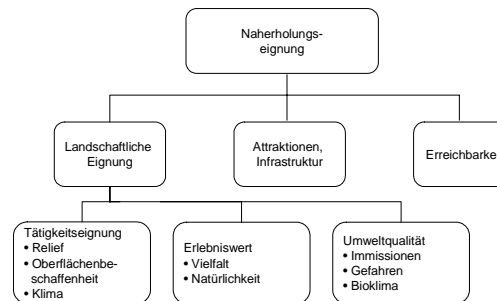 Naherholungs-
eignung
Landschaftliche
Eignung
Attraktionen,
Infrastruktur
Erreichbarke
Tätigkeitseignung
• Relief
• Oberflächenbe-
schaffenheit
• Klima
Erlebniswert
• Vielfalt
• Natürlichkeit
Umweltqualität
• Immissionen
• Gefahren
• Bioklima